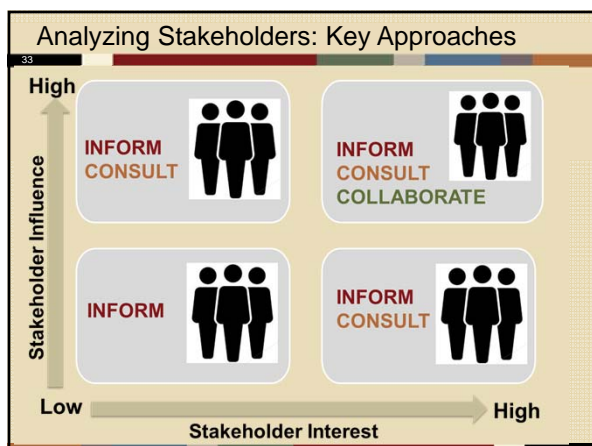 Analyzing Stakeholders: Key Approaches
33
High
INFORM
CONSULT
INFORM
CONSULT
COLLABORATE
Stakeholder Influence
INFORM
INFORM
CONSULT
Low
High
Stakeholder Interest